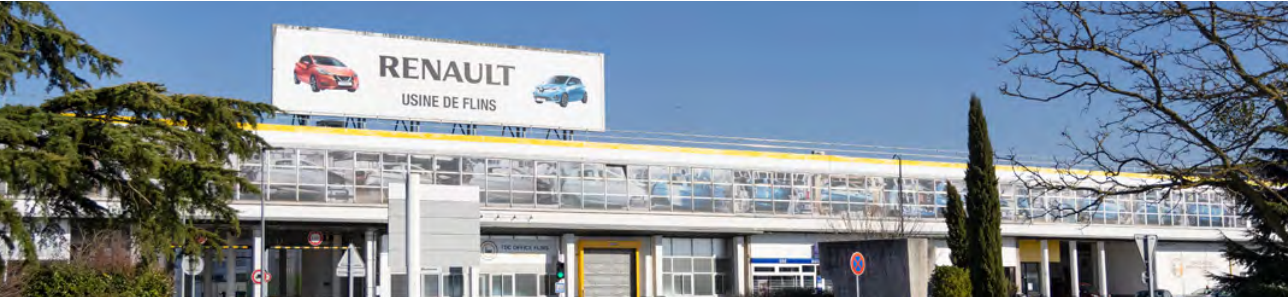 RENAULT
USINE DE FLINS
TDC OFFICE FLINS